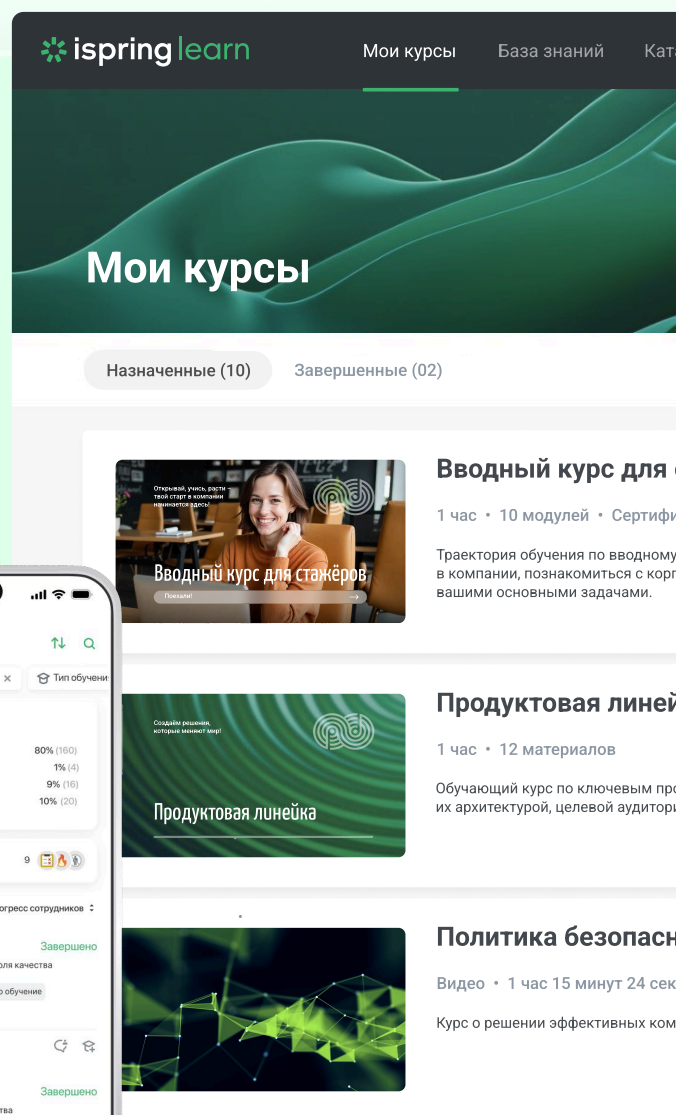 ispring learn
Мои курсы
База знаний
Мои курсы
Назначенные (10)
Завершенные (02)
Открывай, учись, расти
твой старт в компании
начинается здесь!
Вводный курс для стажёров
Поехали!
Вводный курс для
1 час • 10 модулей • Сертифи
Траектория обучения по вводному
в компании, познакомиться с корп
вашими основными задачами.
Создаём решения,
которые меняют мир!
Продуктовая линейка
Продуктовая линей
1 час • 12 материалов
Обучающий курс по ключевым про
их архитектурой, целевой аудитори
Политика безопасн
Видео • 1 час 15 минут 24 сек
Курс о решении эффективных ком
Тип обучени
80% (160)
1% (4)
9% (16)
10% (20)
9
огресс сотрудников
Завершено
оля качества
о обучение
Завершено
тва